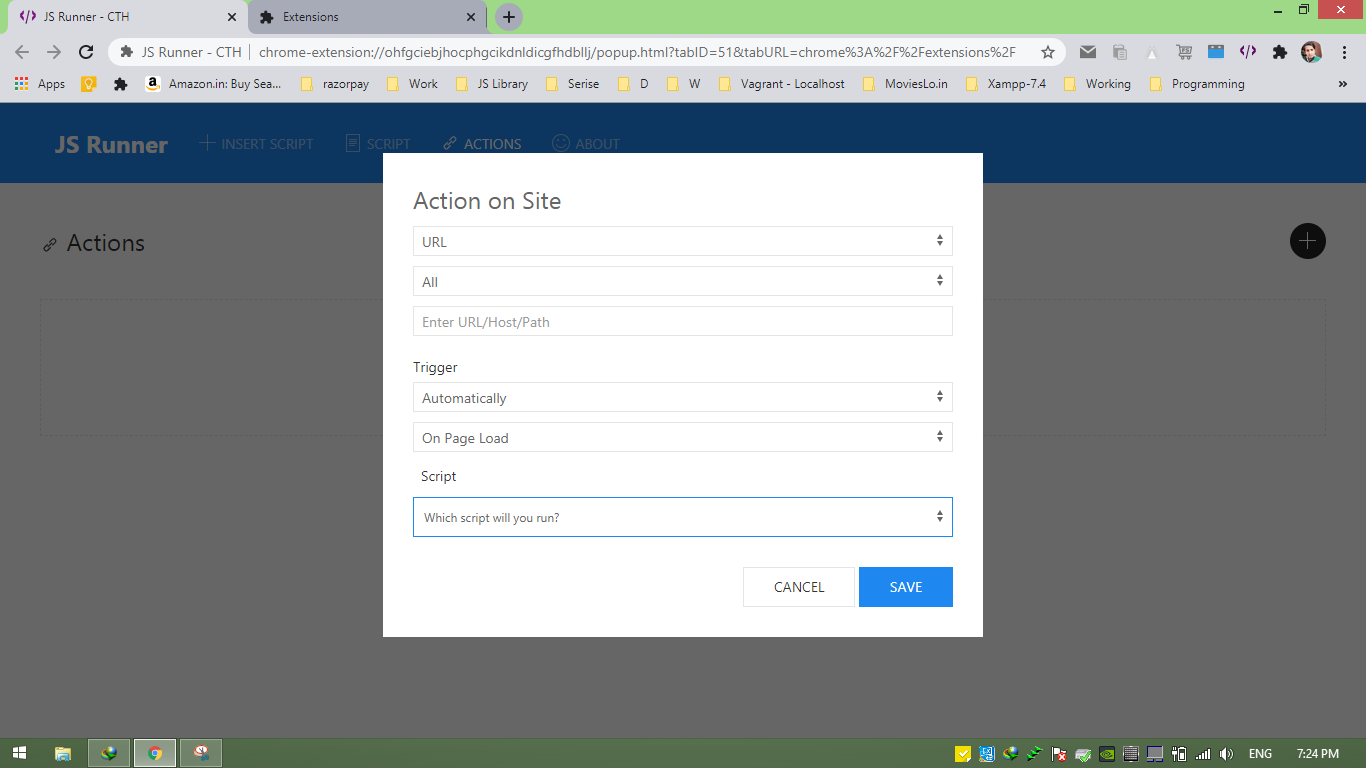 JS Runner - CTH
Extensions
JS Runner - CTH | chrome-extension://ohfgciebjhocphgcikdnldicgfhdbllj/popup.html?tabID=51&tabURL=chrome%3A%2F%2Fextensions%2F
Apps Amazon.in: Buy Sea... razorpay Work JS Library Serise D W Vagrant - Localhost MoviesLo.in Xampp-7.4 Working Programming »
JS Runner INSERT SCRIPT SCRIPT ACTIONS ABOUT
Actions
Action on Site
URL
All
Enter URL/Host/Path
Trigger
Automatically
On Page Load
Script
Which script will you run?
CANCEL SAVE
ENG 7:24 PM